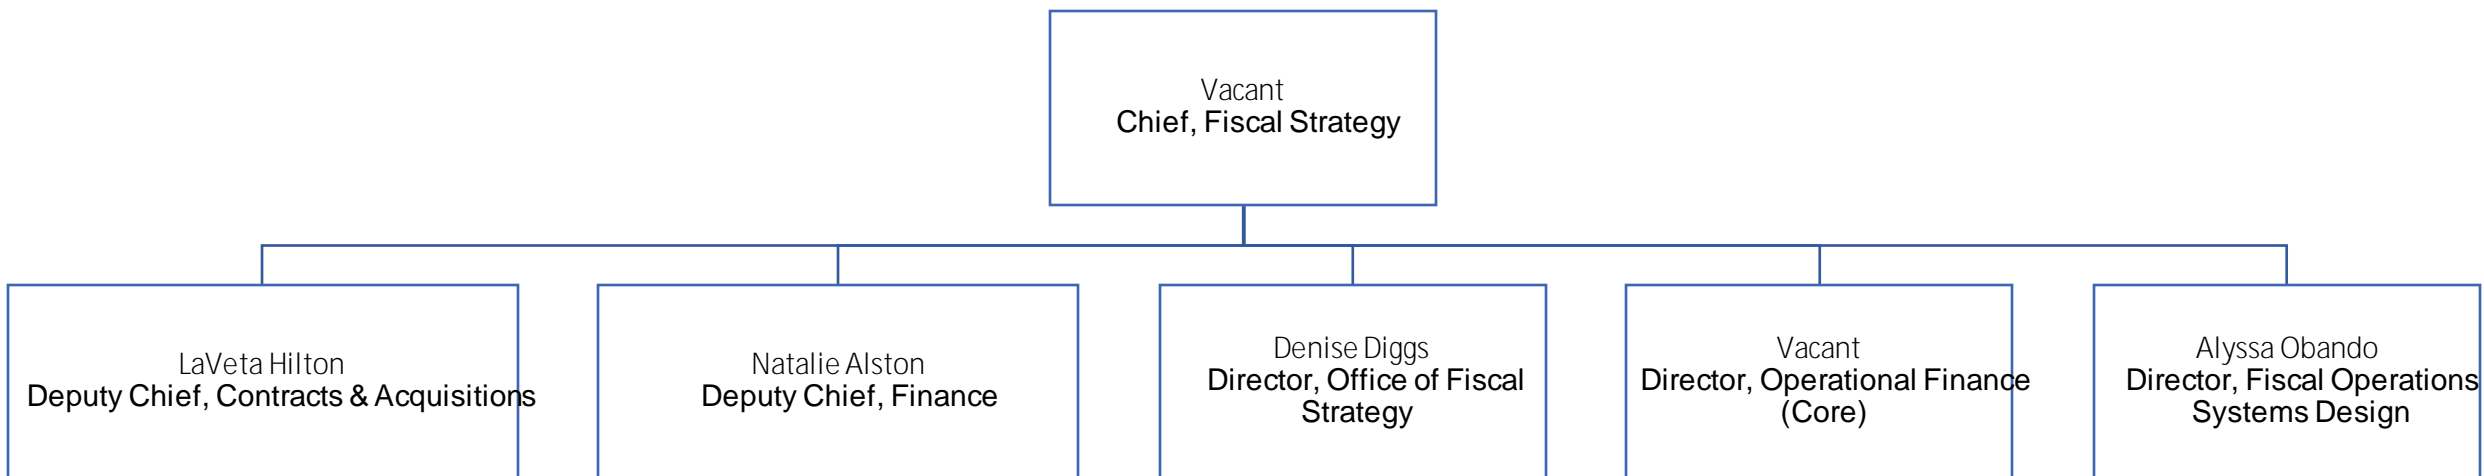 Vacant
Chief, Fiscal Strategy
LaVeta Hilton
Deputy Chief, Contracts & Acquisitions
Natalie Alston
Deputy Chief, Finance
Denise Diggs
Director, Office of Fiscal
Strategy
Vacant
Director, Operational Finance
(Core)
Alyssa Obando
Director, Fiscal Operations
Systems Design